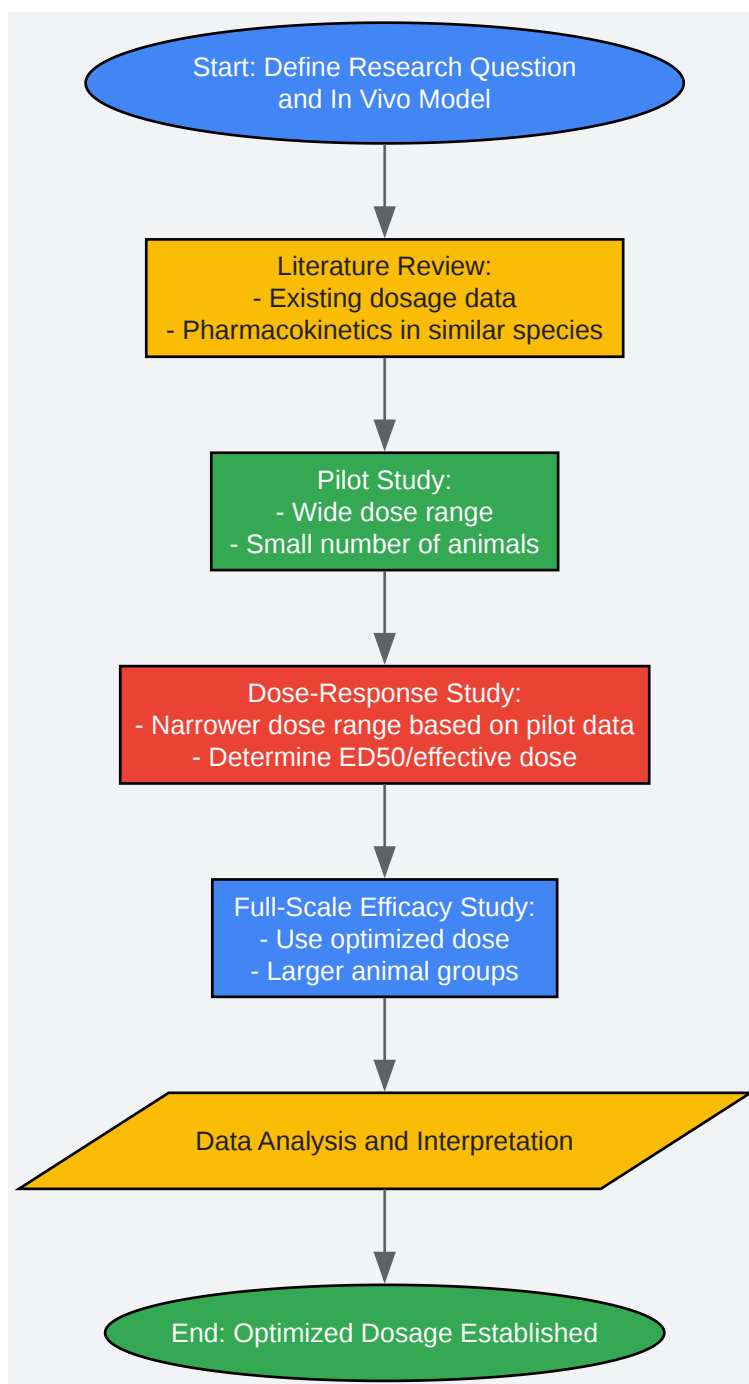 Start: Define Research Question
and In Vivo Model
Literature Review:
- Existing dosage data
- Pharmacokinetics in similar species
Pilot Study:
- Wide dose range
- Small number of animals
Dose-Response Study:
- Narrower dose range based on pilot data
- Determine ED50/effective dose
Full-Scale Efficacy Study:
- Use optimized dose
- Larger animal groups
Data Analysis and Interpretation
End: Optimized Dosage Established